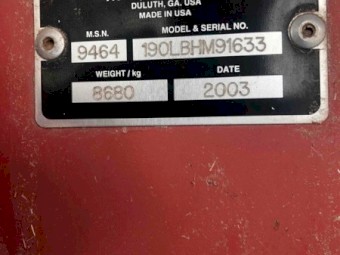 DULUTH, GA. USA
MADE IN USA
M.S.N. MODEL & SERIAL NO.
9464 190LBHM91633
WEIGHT / kg DATE
8680 2003